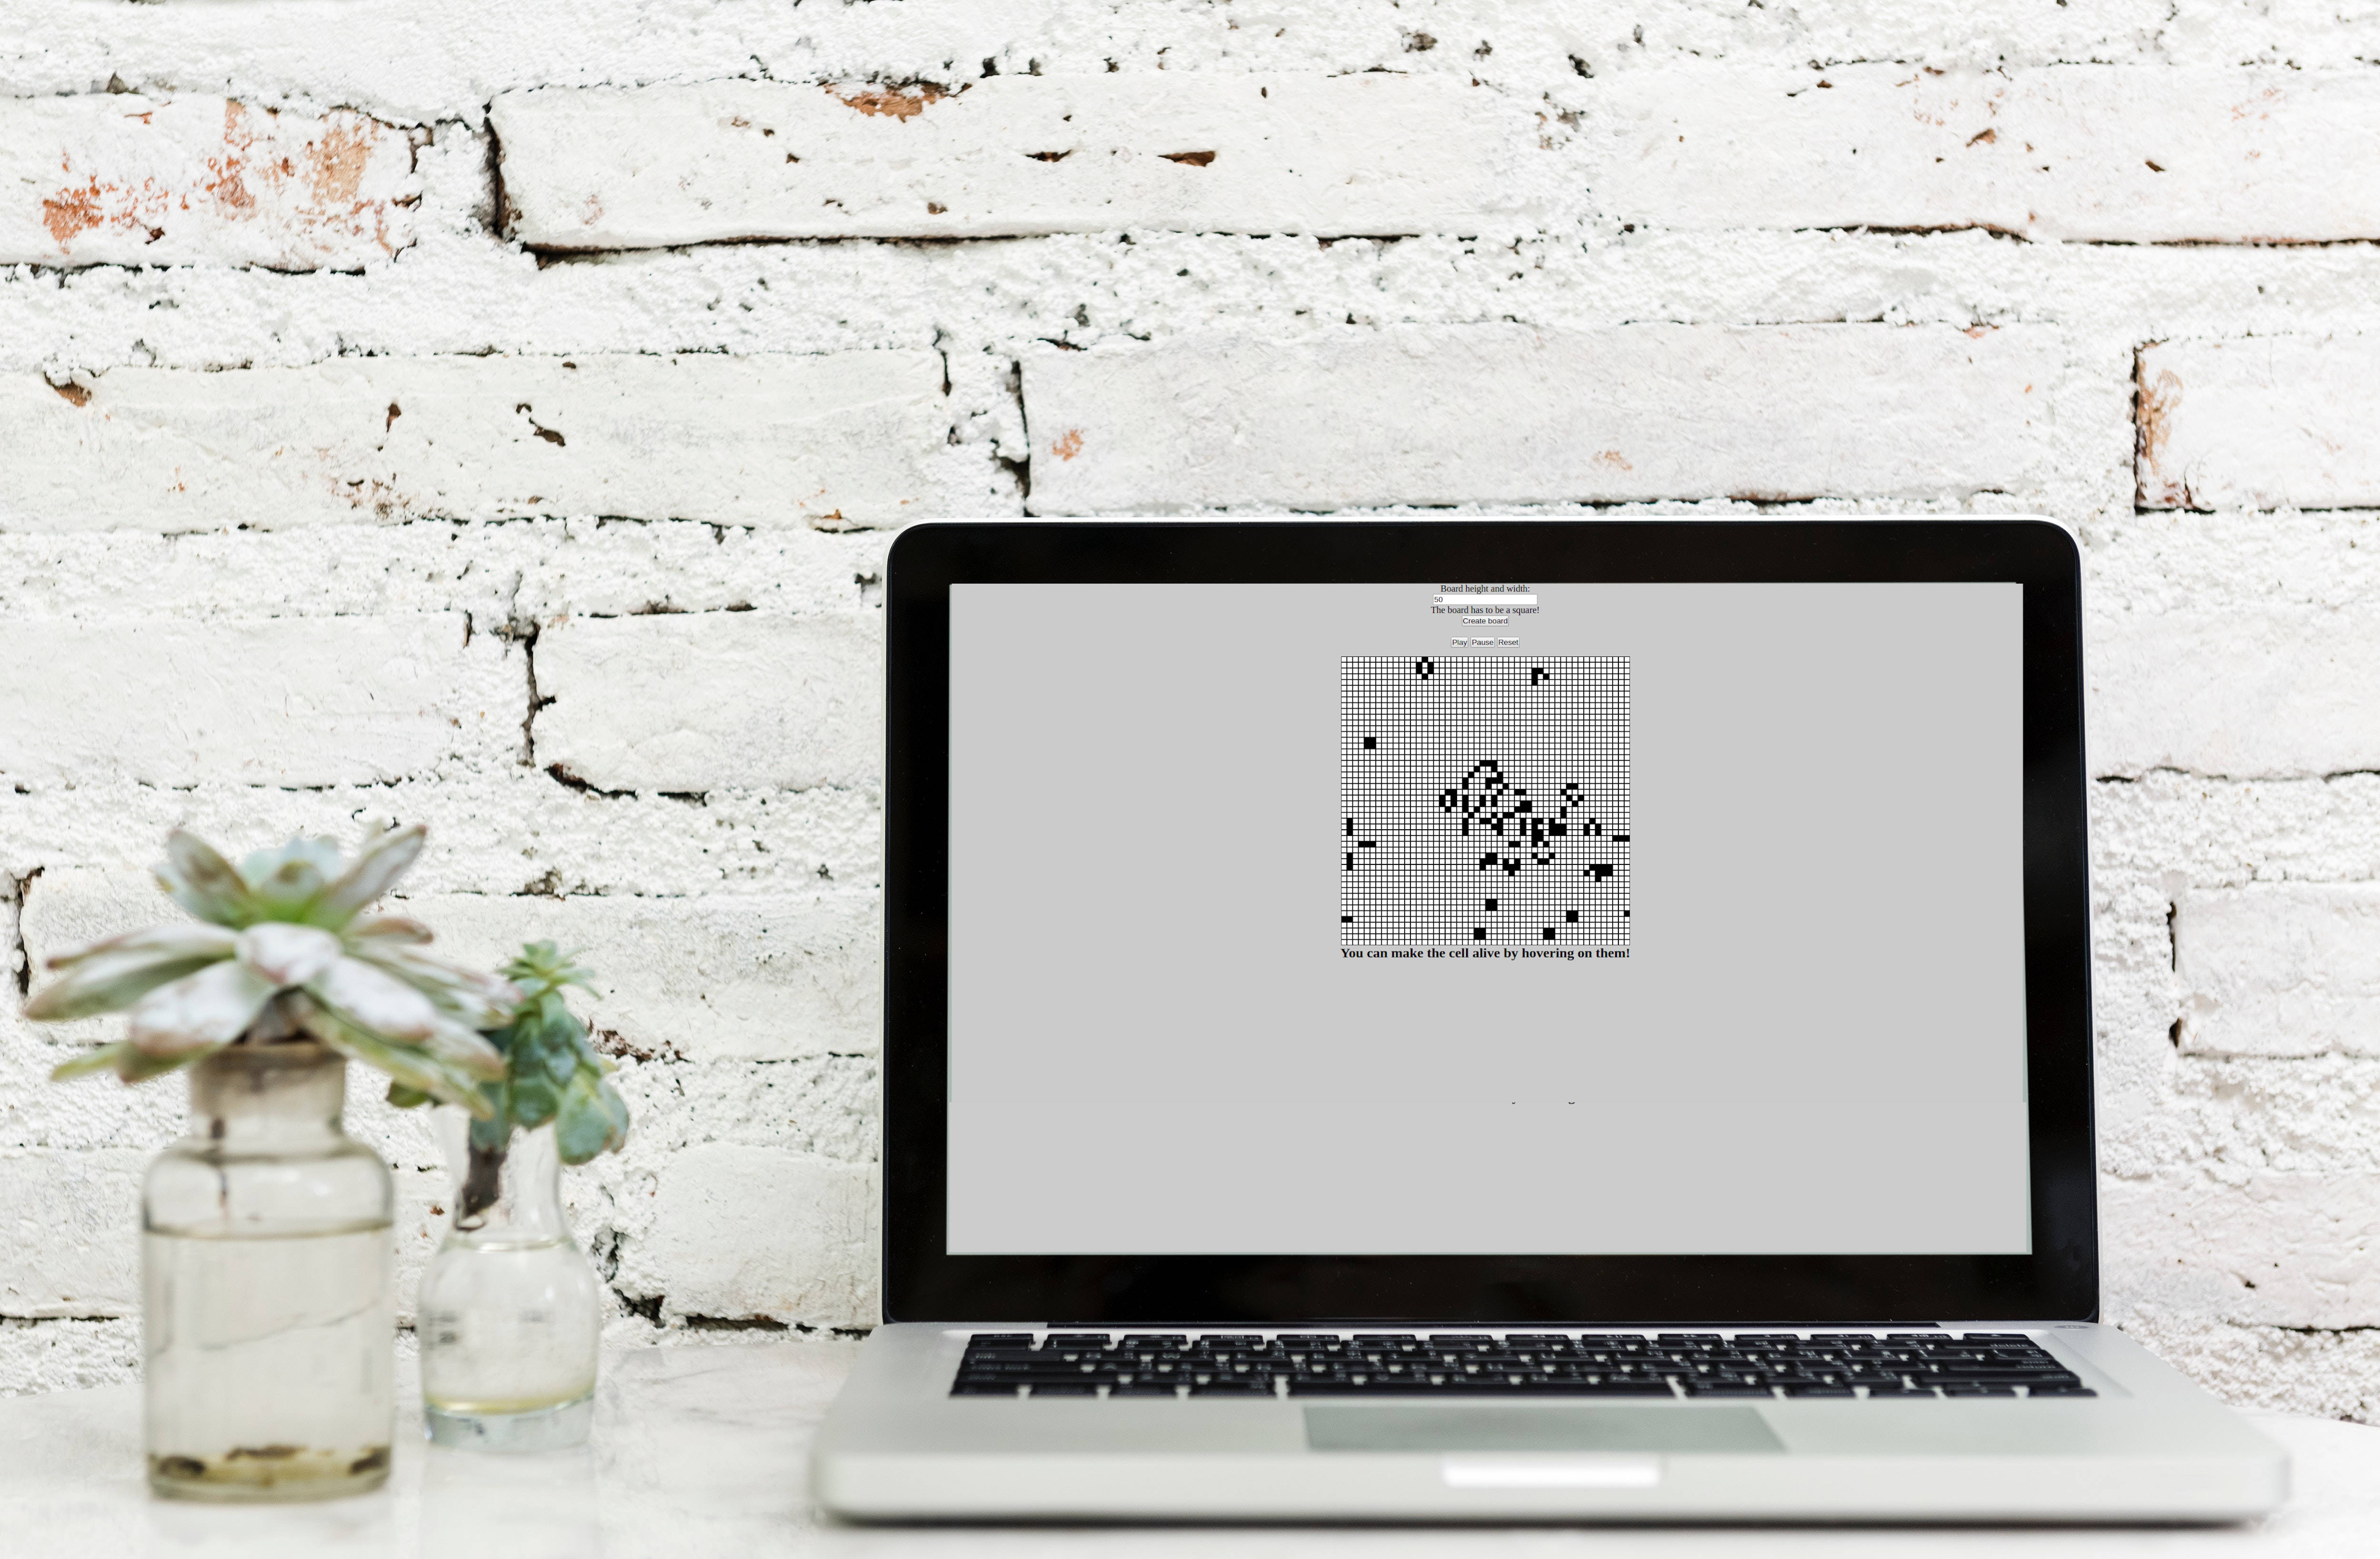 Board height and width:
50
The board has to be a square!
Create board
Play Pause Reset
You can make the cell alive by hovering on them!